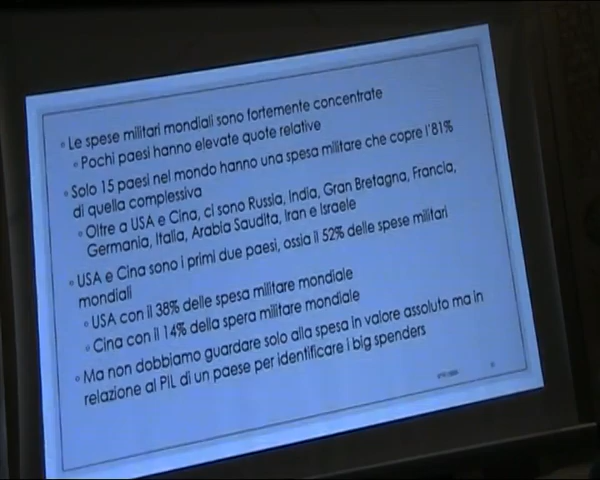 Le spese militari mondiali sono fortemente concentrate
Pochi paesi hanno elevate quote relative
Solo 15 paesi nel mondo hanno una spesa militare che copre l'81%
di quella complessiva
Oltre a USA e Cina, ci sono Russia, India, Gran Bretagna, Francia,
Germania, Italia, Arabia Saudita, Iran e Israele
USA e Cina sono i primi due paesi, ossia il 52% delle spese militari
mondiali
USA con il 38% delle spesa militare mondiale
Cina con il 14% della spera militare mondiale
Ma non dobbiamo guardare solo alla spesa in valore assoluto ma in
relazione al PIL di un paese per identificare i big spenders